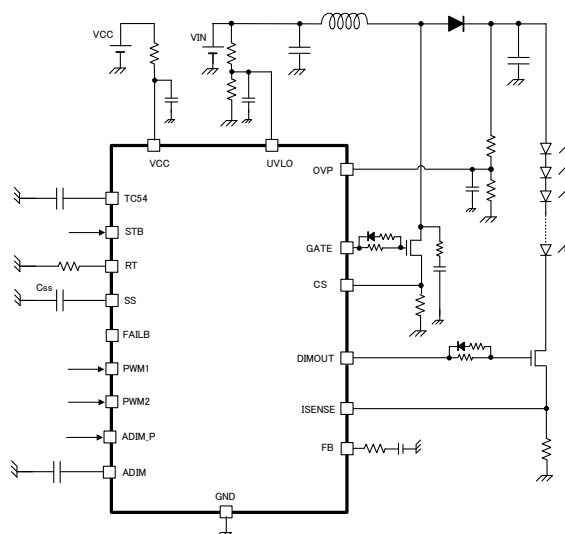 VCC
VIN
VCC
UVLO
OVP
TC54
STB
GATE
RT
CS
Css
SS
FAILB
DIMOUT
PWM1
PWM2
ISENSE
ADIM_P
FB
ADIM
GND